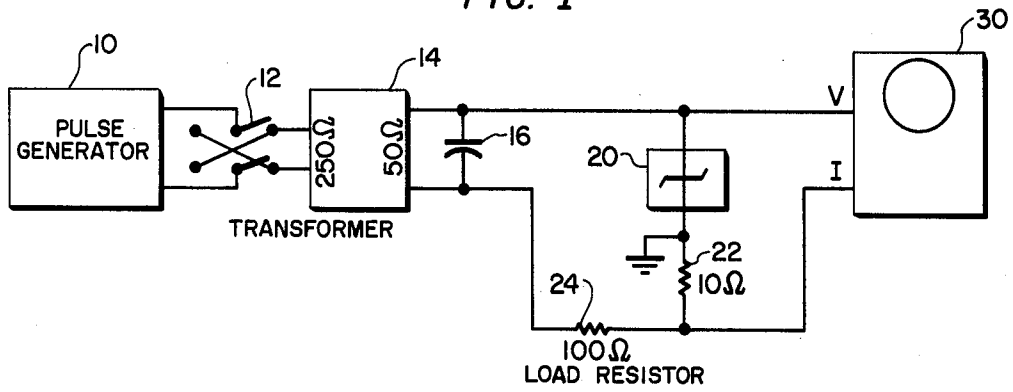 FIG. 1
10
12
14
30
PULSE
GENERATOR
250Ω
50Ω
16
V
20
I
TRANSFORMER
22
10Ω
24
100Ω
LOAD RESISTOR